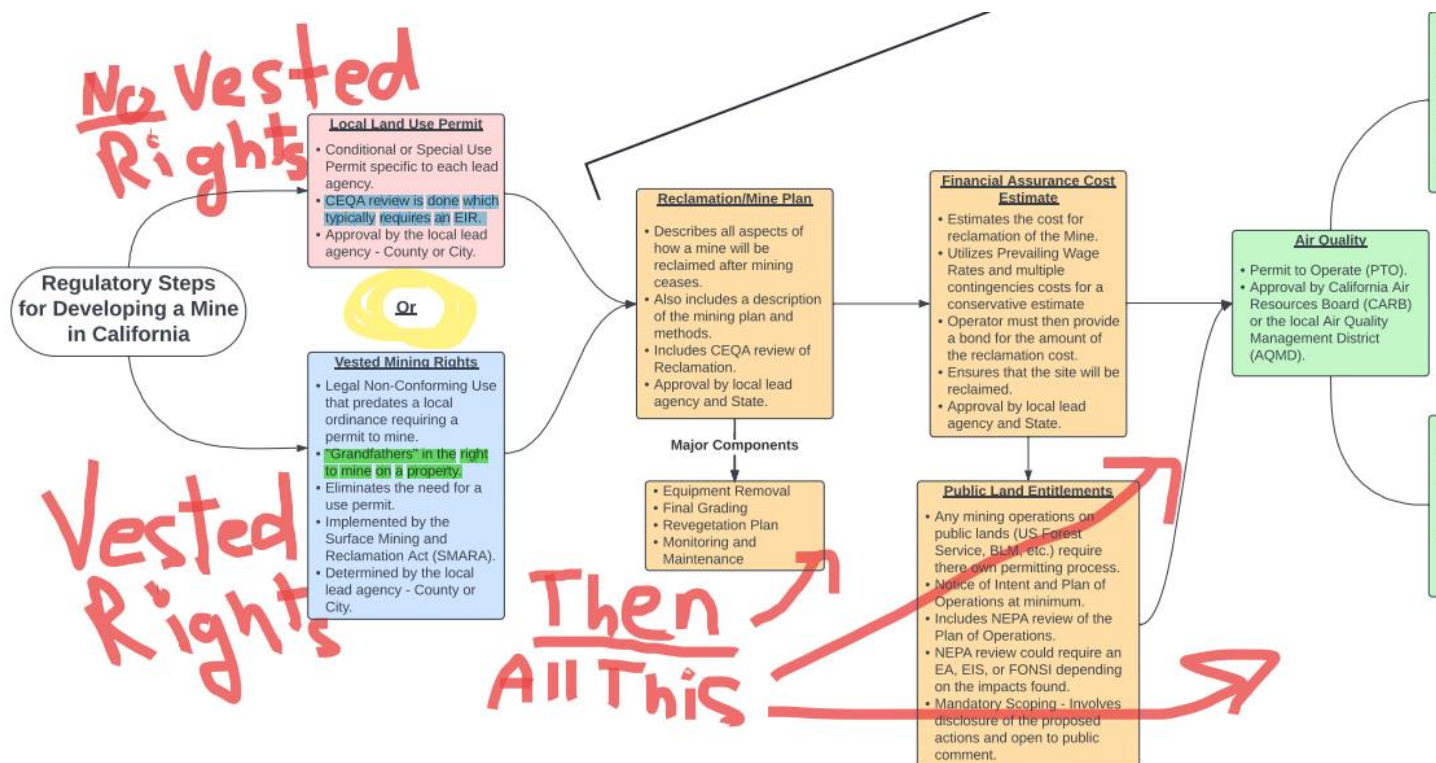 No Vested
Rights
Regulatory Steps
for Developing a Mine
in California
Local Land Use Permit
• Conditional or Special Use
Permit specific to each lead
agency.
• CEQA review is done which
typically requires an EIR.
• Approval by the local lead
agency - County or City.
Or
Vested Mining Rights
• Legal Non-Conforming Use
that predates a local
ordinance requiring a
permit to mine.
• "Grandfathers" in the right
to mine on a property.
• Eliminates the need for a
use permit.
• Implemented by the
Surface Mining and
Reclamation Act (SMARA).
• Determined by the local
lead agency - County or
City.
Vested
Rights
Reclamation/Mine Plan
• Describes all aspects of
how a mine will be
reclaimed after mining
ceases.
• Also includes a description
of the mining plan and
methods.
• Includes CEQA review of
Reclamation.
• Approval by local lead
agency and State.
Major Components
• Equipment Removal
• Final Grading
• Revegetation Plan
• Monitoring and
Maintenance
Then
All This
Financial Assurance Cost
Estimate
• Estimates the cost for
reclamation of the Mine.
• Utilizes Prevailing Wage
Rates and multiple
contingencies costs for a
conservative estimate
• Operator must then provide
a bond for the amount of
the reclamation cost.
• Ensures that the site will be
reclaimed.
• Approval by local lead
agency and State.
Public Land Entitlements
• Any mining operations on
public lands (US Forest
Service, BLM, etc.) require
there own permitting process.
• Notice of Intent and Plan of
Operations at minimum.
• Includes NEPA review of the
Plan of Operations.
• NEPA review could require an
EA, EIS, or FONSI depending
on the impacts found.
• Mandatory Scoping - Involves
disclosure of the proposed
actions and open to public
comment.
Air Quality
• Permit to Operate (PTO).
• Approval by California Air
Resources Board (CARB)
or the local Air Quality
Management District
(AQMD).